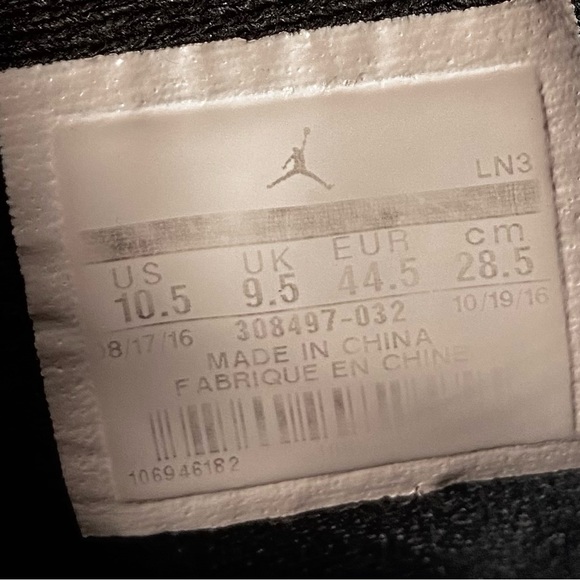 LN3
US UK EUR cm
10.5 9.5 44.5 28.5
08/17/16 308497-032 10/19/16
MADE IN CHINA
FABRIQUE EN CHINE
106946182